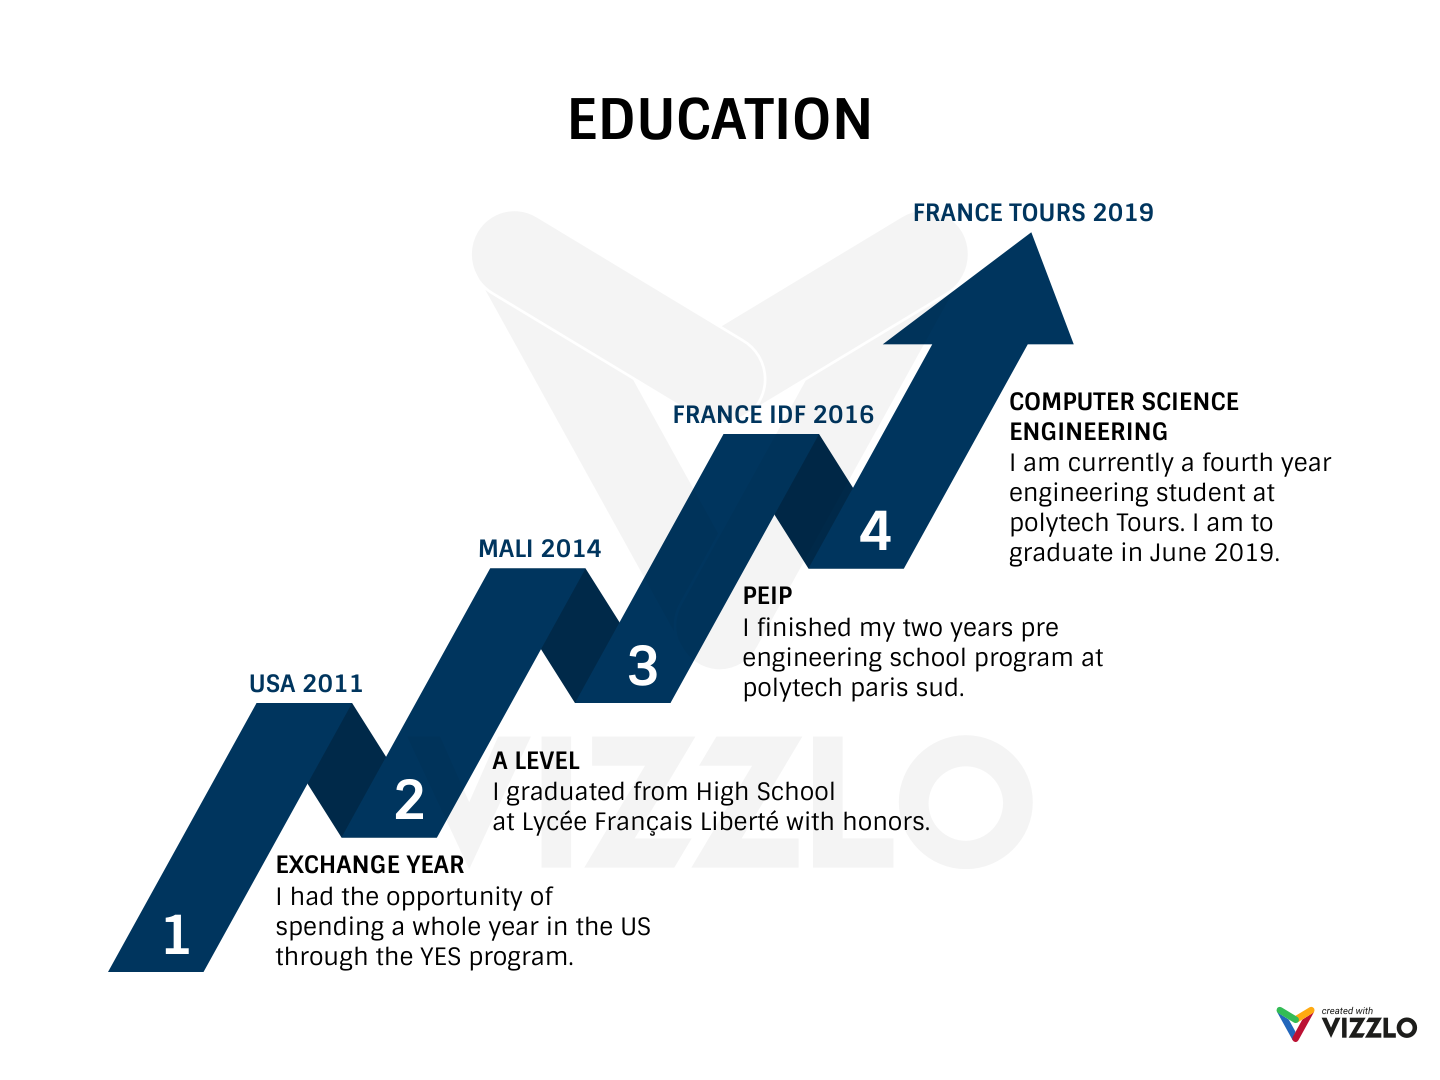 EDUCATION
FRANCE TOURS 2019
COMPUTER SCIENCE
ENGINEERING
I am currently a fourth year
engineering student at
polytech Tours. I am to
graduate in June 2019.
4
FRANCE IDF 2016
PEIP
I finished my two years pre
engineering school program at
polytech paris sud.
3
MALI 2014
A LEVEL
I graduated from High School
at Lycée Français Liberté with honors.
2
USA 2011
EXCHANGE YEAR
I had the opportunity of
spending a whole year in the US
through the YES program.
1
VIZZLO
created with
VIZZLO